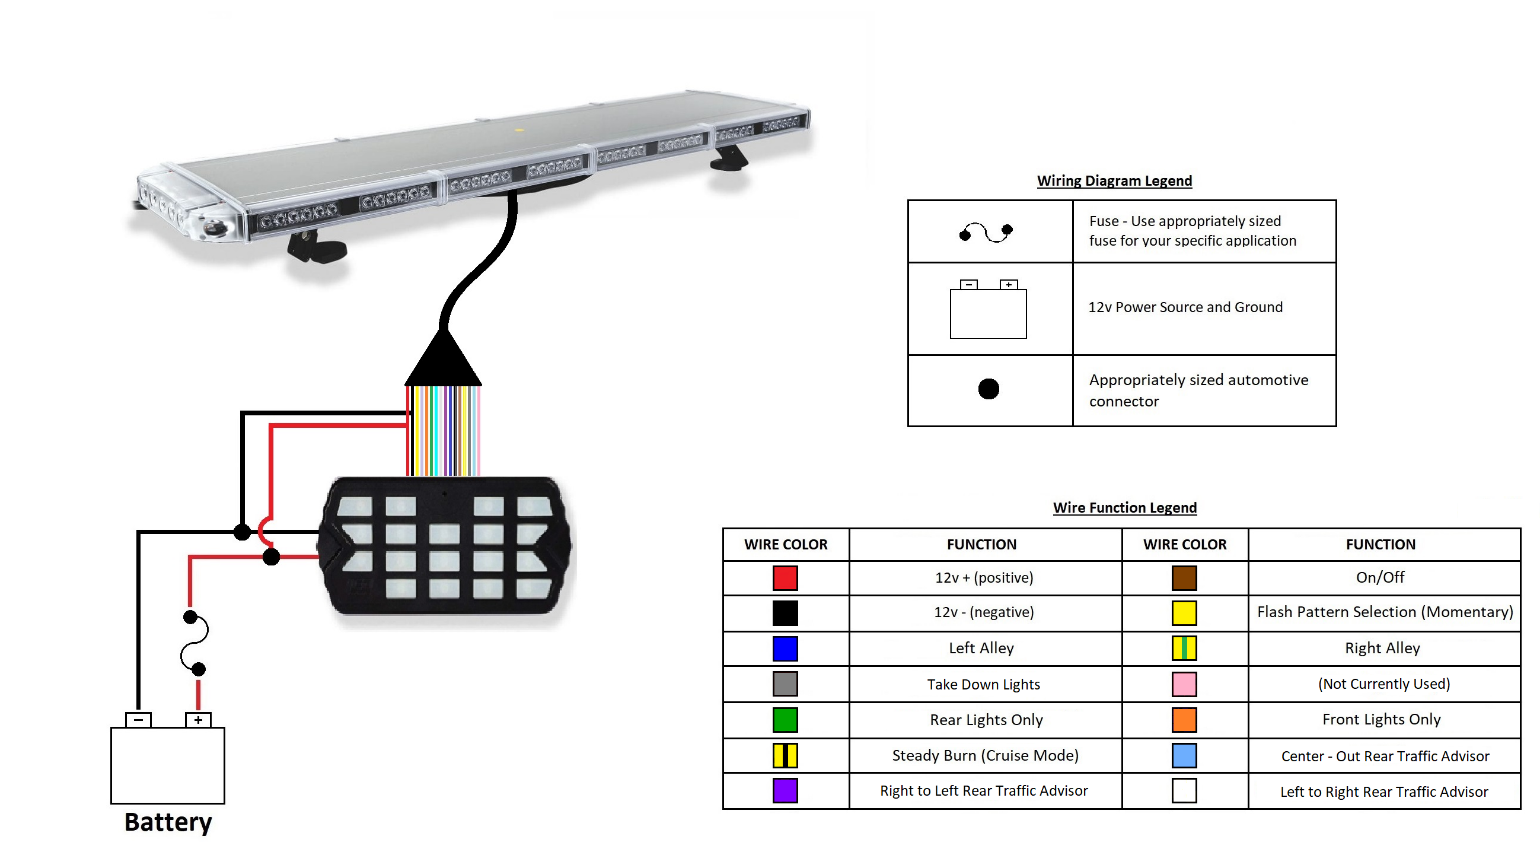 Wiring Diagram Legend
Fuse - Use appropriately sized
fuse for your specific application
− +
12v Power Source and Ground
Appropriately sized automotive
connector
Wire Function Legend
WIRE COLOR FUNCTION WIRE COLOR FUNCTION
12v + (positive) On/Off
12v - (negative) Flash Pattern Selection (Momentary)
Left Alley Right Alley
Take Down Lights (Not Currently Used)
Rear Lights Only Front Lights Only
Steady Burn (Cruise Mode) Center - Out Rear Traffic Advisor
Right to Left Rear Traffic Advisor Left to Right Rear Traffic Advisor
− +
Battery